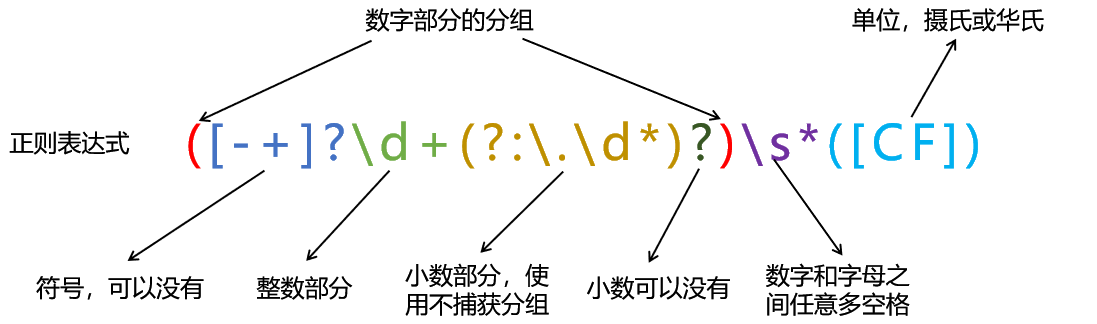 数字部分的分组
单位，摄氏或华氏
正则表达式
([-+]?\d+(?:\.\d*)?)\s*([CF])
符号，可以没有
整数部分
小数部分，使
用不捕获分组
小数可以没有
数字和字母之
间任意多空格